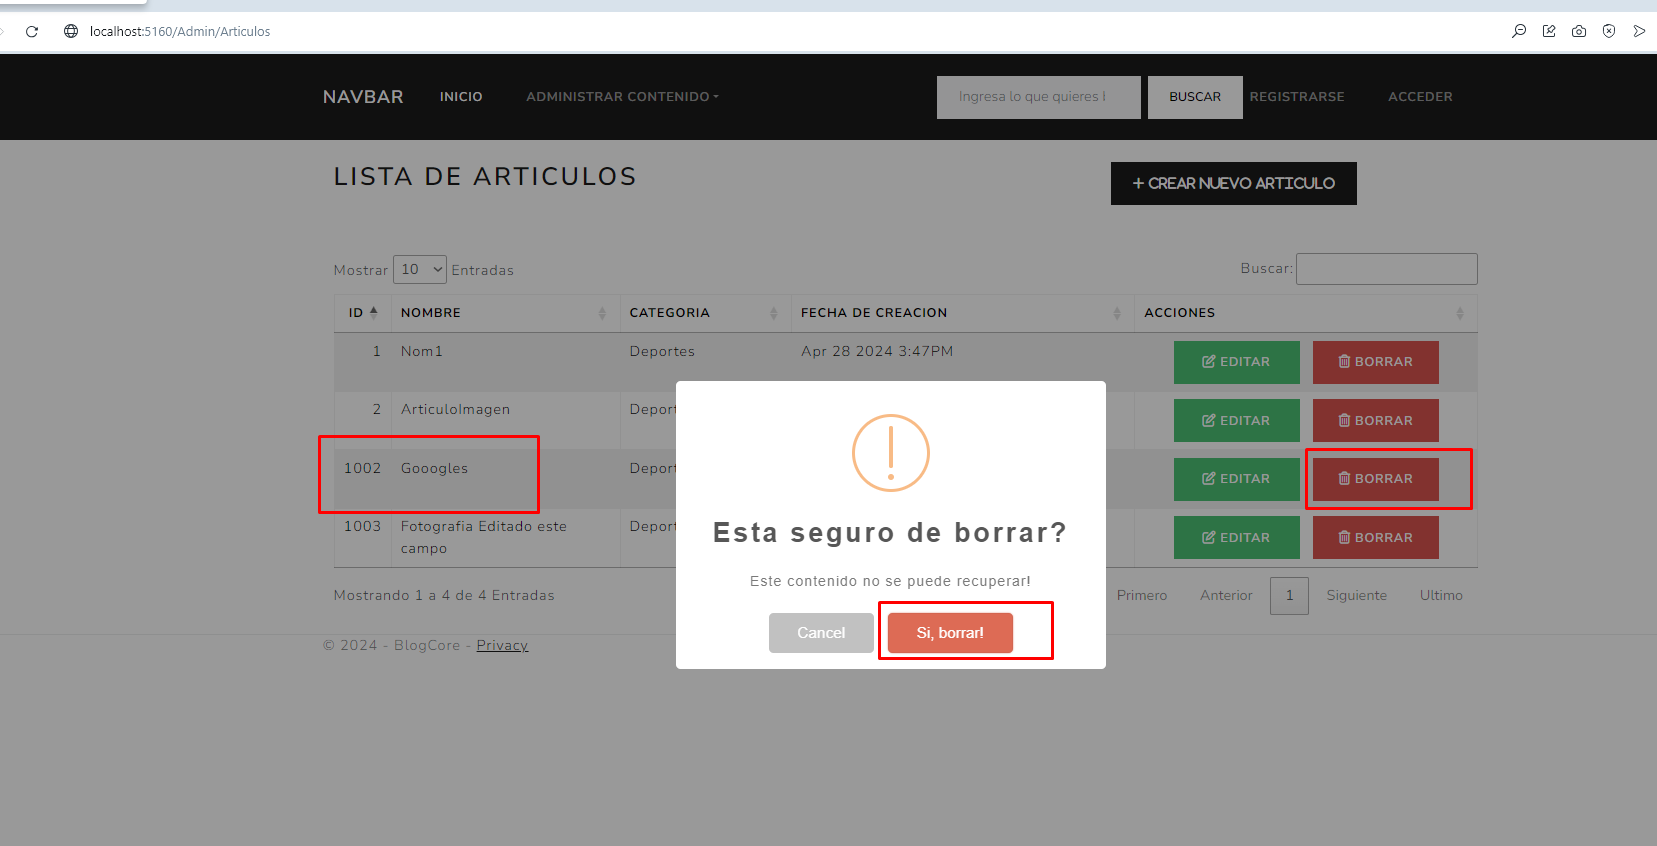 localhost:5160/Admin/Articulos
NAVBAR INICIO ADMINISTRAR CONTENIDO Ingresa lo que quieres BUSCAR REGISTRARSE ACCEDER
LISTA DE ARTICULOS + CREAR NUEVO ARTICULO
Mostrar 10 Entradas Buscar:
ID NOMBRE CATEGORIA FECHA DE CREACION ACCIONES
1 Nom1 Deportes Apr 28 2024 3:47PM EDITAR BORRAR
2 ArticuloImagen Deport EDITAR BORRAR
1002 Gooogles Deport EDITAR BORRAR
1003 Fotografia Editado este Deport EDITAR BORRAR
campo
Esta seguro de borrar?
Este contenido no se puede recuperar!
Cancel Si, borrar!
Mostrando 1 a 4 de 4 Entradas Primero Anterior 1 Siguiente Ultimo
© 2024 - BlogCore - Privacy